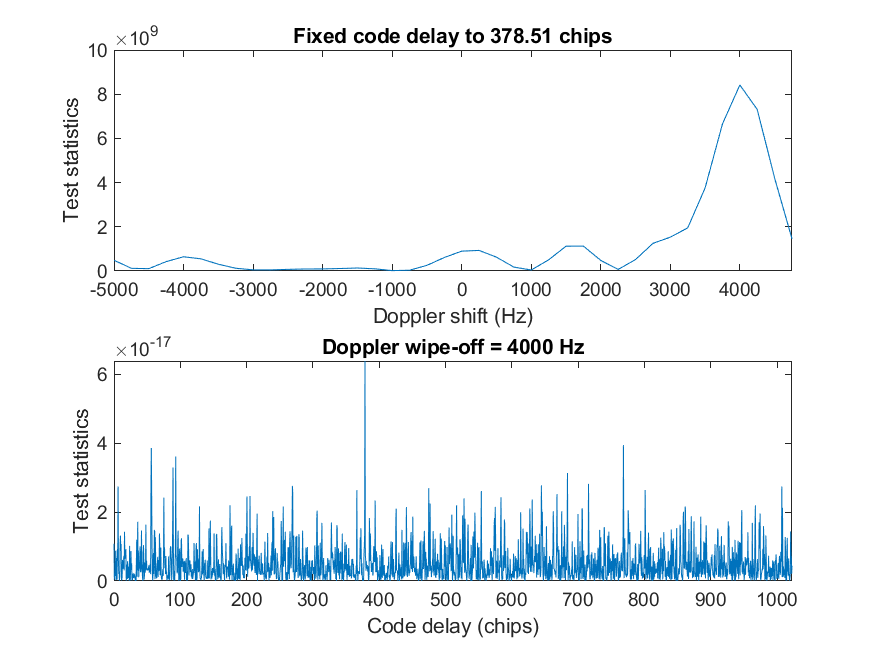 ×10^9
Fixed code delay to 378.51 chips
10
8
6
4
2
0
Test statistics
-5000 -4000 -3000 -2000 -1000 0 1000 2000 3000 4000
Doppler shift (Hz)
×10^-17
Doppler wipe-off = 4000 Hz
6
4
2
0
Test statistics
0 100 200 300 400 500 600 700 800 900 1000
Code delay (chips)